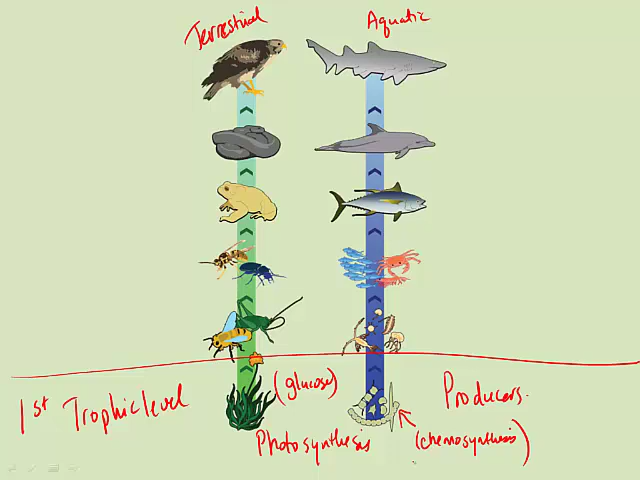 Terrestrial
Aquatic
1st Trophic level
(glucose)
Producers.
Photosynthesis
(chemosynthesis)